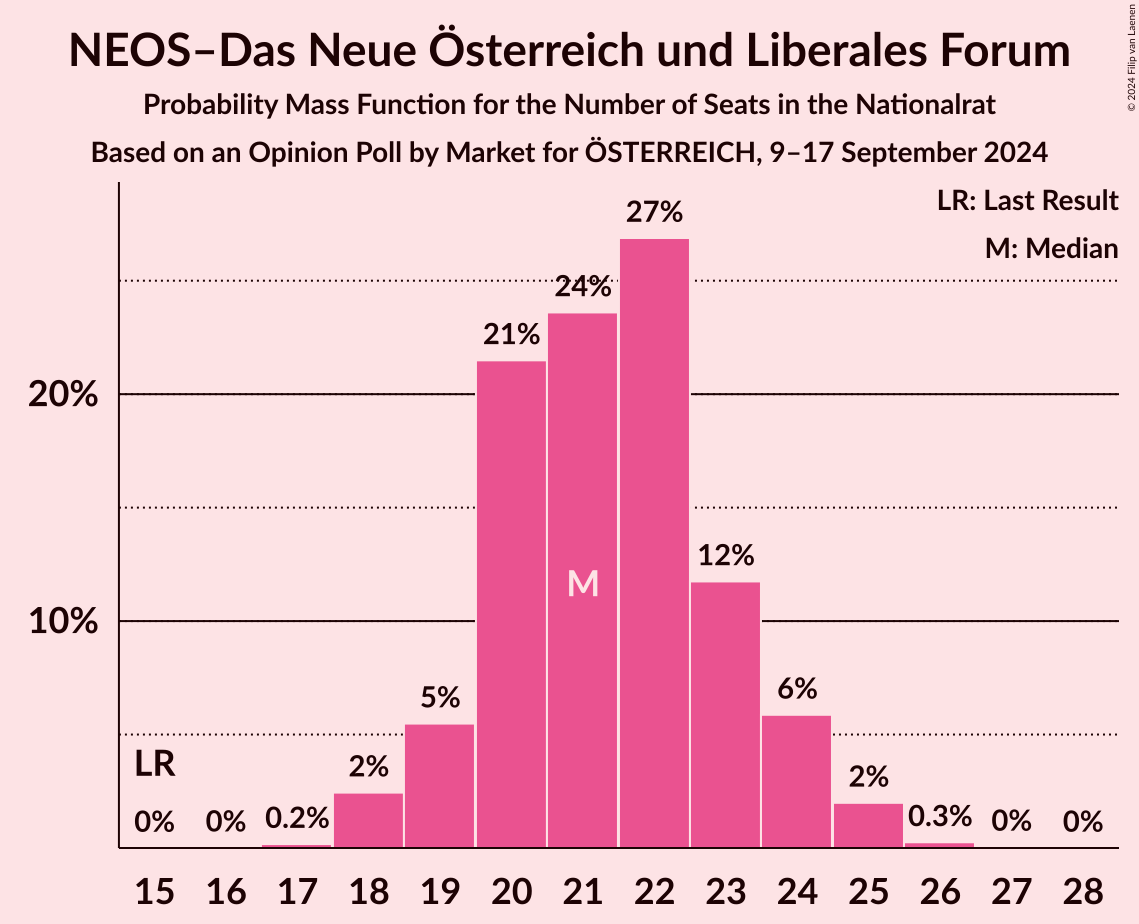 NEOS–Das Neue Österreich und Liberales Forum
Probability Mass Function for the Number of Seats in the Nationalrat
Based on an Opinion Poll by Market for ÖSTERREICH, 9–17 September 2024
© 2024 Filip van Laenen
LR: Last Result
M: Median
27%
24%
21%
20%
12%
M
10%
5%
6%
LR
2%
2%
0%
0%
0.2%
0.3%
0%
0%
15 16 17 18 19 20 21 22 23 24 25 26 27 28